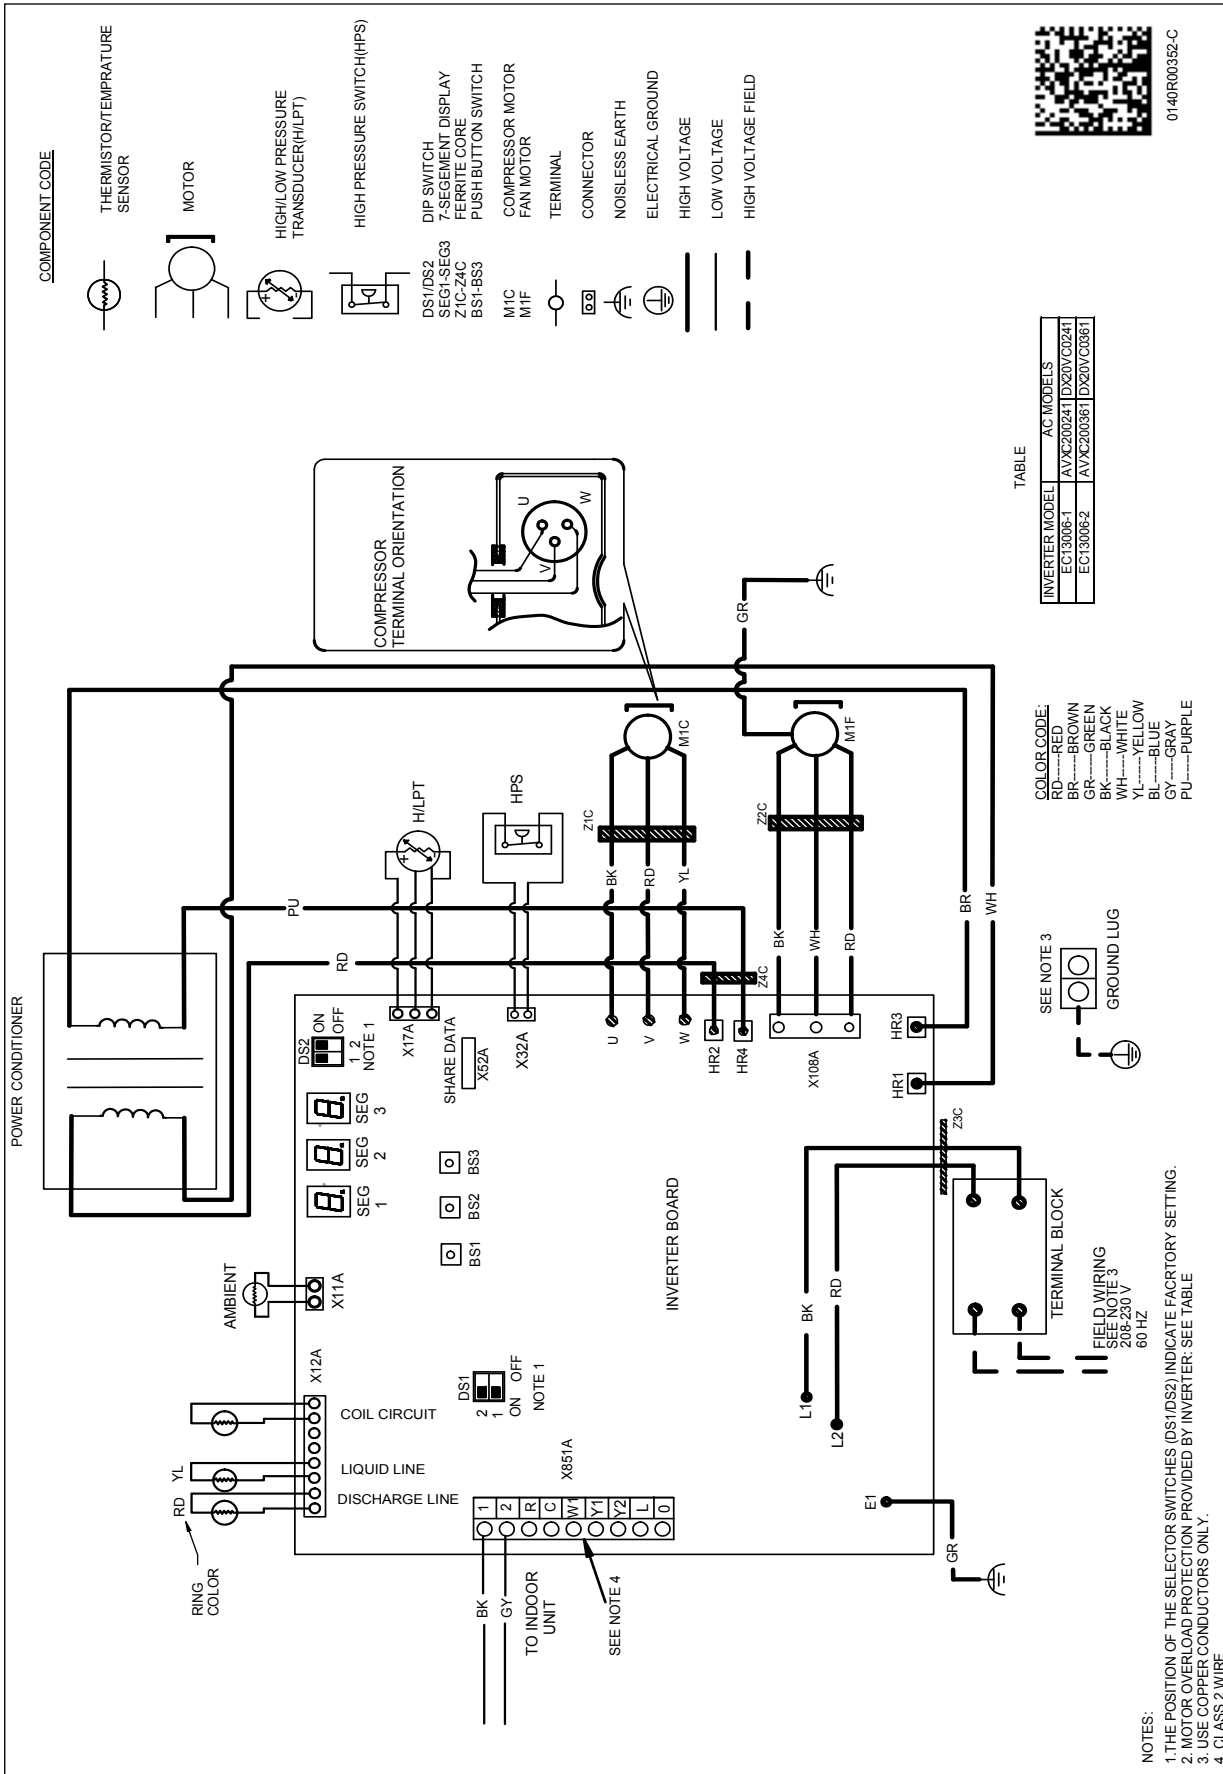 POWER CONDITIONER
PU
RD
AMBIENT
X11A
X12A
YL
RD
RING
COLOR
COIL CIRCUIT
LIQUID LINE
DISCHARGE LINE
SEG
1
SEG
2
SEG
3
DS2
ON
OFF
1 2
NOTE 1
X17A
H/LPT
+
-
SHARE DATA
X52A
X32A
HPS
BS1
BS2
BS3
DS1
2
1
ON OFF
NOTE 1
X851A
1
2
R
C
W1
Y1
Y2
L
0
BK
GY
TO INDOOR
UNIT
SEE NOTE 4
INVERTER BOARD
U
V
W
BK
RD
YL
Z1C
M1C
HR2
HR4
Z4C
X108A
BK
WH
RD
Z2C
M1F
GR
HR3
HR1
BR
WH
L1
L2
BK
RD
Z3C
E1
GR
TERMINAL BLOCK
FIELD WIRING
SEE NOTE 3
208-230 V
60 HZ
SEE NOTE 3
GROUND LUG
COMPRESSOR
TERMINAL ORIENTATION
U
V
W
COMPONENT CODE
THERMISTOR/TEMPRATURE
SENSOR
MOTOR
+
-
HIGH/LOW PRESSURE
TRANSDUCER(H/LPT)
HIGH PRESSURE SWITCH(HPS)
DS1/DS2 DIP SWITCH
SEG1-SEG3 7-SEGEMENT DISPLAY
Z1C-Z4C FERRITE CORE
BS1-BS3 PUSH BUTTON SWITCH
M1C COMPRESSOR MOTOR
M1F FAN MOTOR
TERMINAL
CONNECTOR
NOISLESS EARTH
ELECTRICAL GROUND
HIGH VOLTAGE
LOW VOLTAGE
HIGH VOLTAGE FIELD
COLOR CODE:
RD------RED
BR------BROWN
GR------GREEN
BK------BLACK
WH-----WHITE
YL------YELLOW
BL------BLUE
GY-----GRAY
PU-----PURPLE
TABLE
INVERTER MODEL AC MODELS
EC13006-1 AVXC200241 DX20VC0241
EC13006-2 AVXC200361 DX20VC0361
0140R00352-C
NOTES:
1.THE POSITION OF THE SELECTOR SWITCHES (DS1/DS2) INDICATE FACRTORY SETTING.
2. MOTOR OVERLOAD PROTECTION PROVIDED BY INVERTER: SEE TABLE
3. USE COPPER CONDUCTORS ONLY.
4. CLASS 2 WIRE